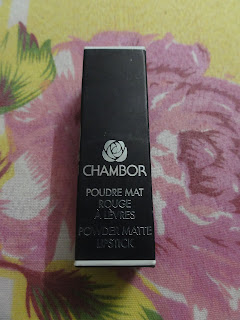 CHAMBOR
POUDRE MAT
ROUGE
À LÈVRES
POWDER MATTE
LIPSTICK